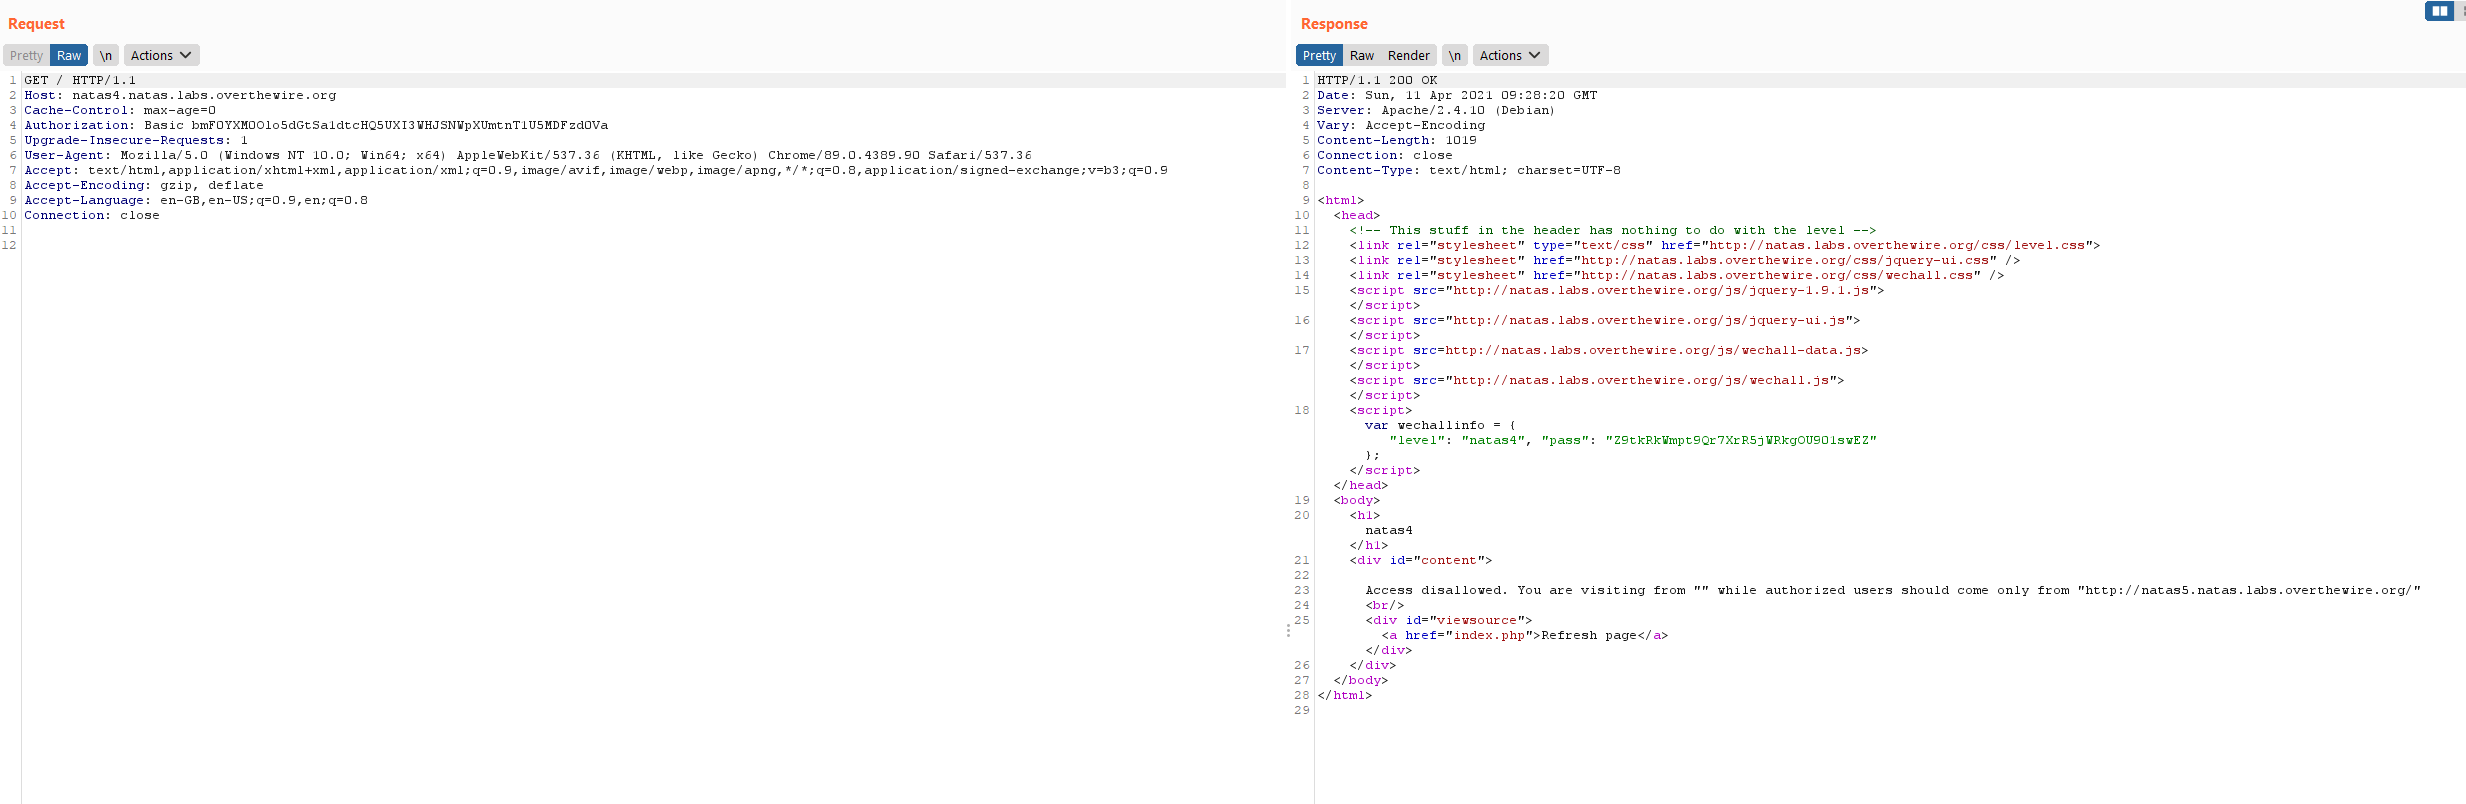 Request
Pretty Raw \n Actions
1 GET / HTTP/1.1
2 Host: natas4.natas.labs.overthewire.org
3 Cache-Control: max-age=0
4 Authorization: Basic bmF0YXM0Olo5dGtSa1dtcHQ5UXI3WHJSNWpXUmtnT1U5MDFzd0Va
5 Upgrade-Insecure-Requests: 1
6 User-Agent: Mozilla/5.0 (Windows NT 10.0; Win64; x64) AppleWebKit/537.36 (KHTML, like Gecko) Chrome/89.0.4389.90 Safari/537.36
7 Accept: text/html,application/xhtml+xml,application/xml;q=0.9,image/avif,image/webp,image/apng,*/*;q=0.8,application/signed-exchange;v=b3;q=0.9
8 Accept-Encoding: gzip, deflate
9 Accept-Language: en-GB,en-US;q=0.9,en;q=0.8
10 Connection: close
11
12
Response
Pretty Raw Render \n Actions
1 HTTP/1.1 200 OK
2 Date: Sun, 11 Apr 2021 09:28:20 GMT
3 Server: Apache/2.4.10 (Debian)
4 Vary: Accept-Encoding
5 Content-Length: 1019
6 Connection: close
7 Content-Type: text/html; charset=UTF-8
8
9 <html>
10 <head>
11 <!-- This stuff in the header has nothing to do with the level -->
12 <link rel="stylesheet" type="text/css" href="http://natas.labs.overthewire.org/css/level.css">
13 <link rel="stylesheet" href="http://natas.labs.overthewire.org/css/jquery-ui.css" />
14 <link rel="stylesheet" href="http://natas.labs.overthewire.org/css/wechall.css" />
15 <script src="http://natas.labs.overthewire.org/js/jquery-1.9.1.js">
</script>
16 <script src="http://natas.labs.overthewire.org/js/jquery-ui.js">
</script>
17 <script src=http://natas.labs.overthewire.org/js/wechall-data.js>
</script>
<script src="http://natas.labs.overthewire.org/js/wechall.js">
</script>
18 <script>
var wechallinfo = {
"level": "natas4", "pass": "Z9tkRkWmpt9Qr7XrR5jWRkgOU901swEZ"
};
</script>
</head>
19 <body>
20 <h1>
natas4
</h1>
21 <div id="content">
22
23 Access disallowed. You are visiting from "" while authorized users should come only from "http://natas5.natas.labs.overthewire.org/"
24 <br/>
25 <div id="viewsource">
<a href="index.php">Refresh page</a>
</div>
26 </div>
27 </body>
28 </html>
29